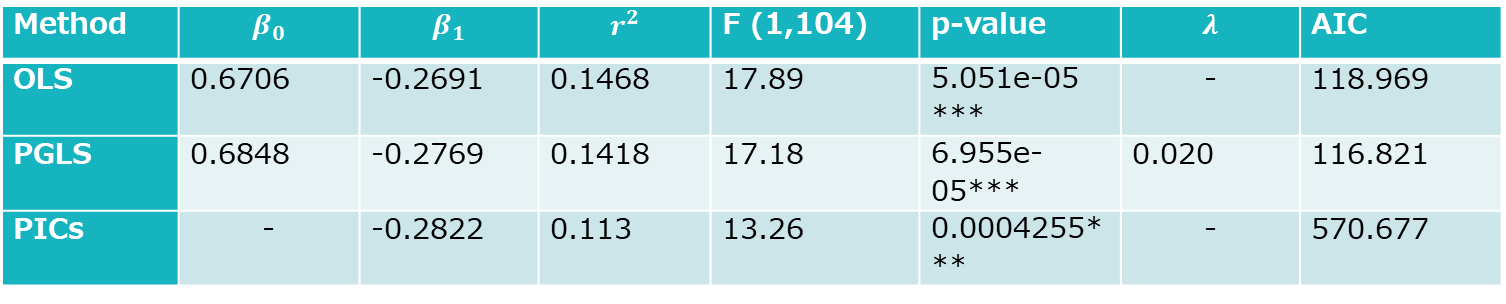 Method β₀ β₁ r² F (1,104) p-value λ AIC
OLS 0.6706 -0.2691 0.1468 17.89 5.051e-05 - 118.969
***
PGLS 0.6848 -0.2769 0.1418 17.18 6.955e- 0.020 116.821
05***
PICs - -0.2822 0.113 13.26 0.0004255* - 570.677
**